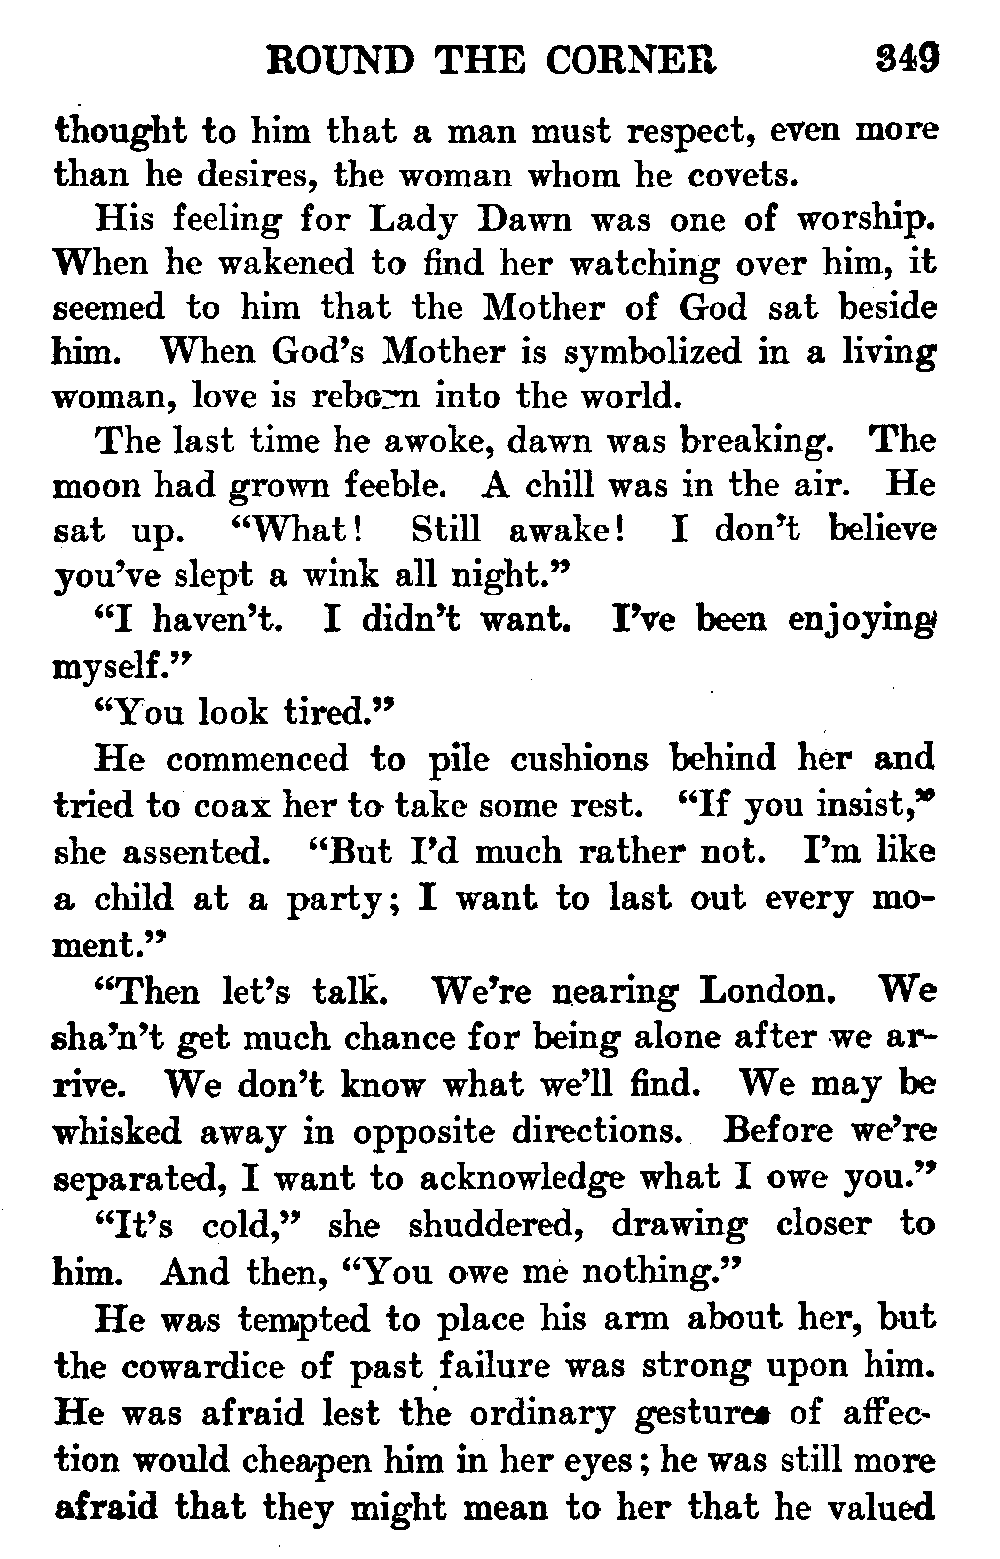 ROUND THE CORNER 349
thought to him that a man must respect, even more
than he desires, the woman whom he covets.
His feeling for Lady Dawn was one of worship.
When he wakened to find her watching over him, it
seemed to him that the Mother of God sat beside
him. When God's Mother is symbolized in a living
woman, love is reborn into the world.
The last time he awoke, dawn was breaking. The
moon had grown feeble. A chill was in the air. He
sat up. “What! Still awake! I don't believe
you've slept a wink all night.”
“I haven't. I didn't want. I've been enjoying
myself.”
“You look tired.”
He commenced to pile cushions behind her and
tried to coax her to take some rest. “If you insist,”
she assented. “But I'd much rather not. I'm like
a child at a party; I want to last out every mo-
ment.”
“Then let's talk. We're nearing London. We
sha'n't get much chance for being alone after we ar-
rive. We don't know what we'll find. We may be
whisked away in opposite directions. Before we're
separated, I want to acknowledge what I owe you.”
“It's cold,” she shuddered, drawing closer to
him. And then, “You owe me nothing.”
He was tempted to place his arm about her, but
the cowardice of past failure was strong upon him.
He was afraid lest the ordinary gestures of affec-
tion would cheapen him in her eyes; he was still more
afraid that they might mean to her that he valued